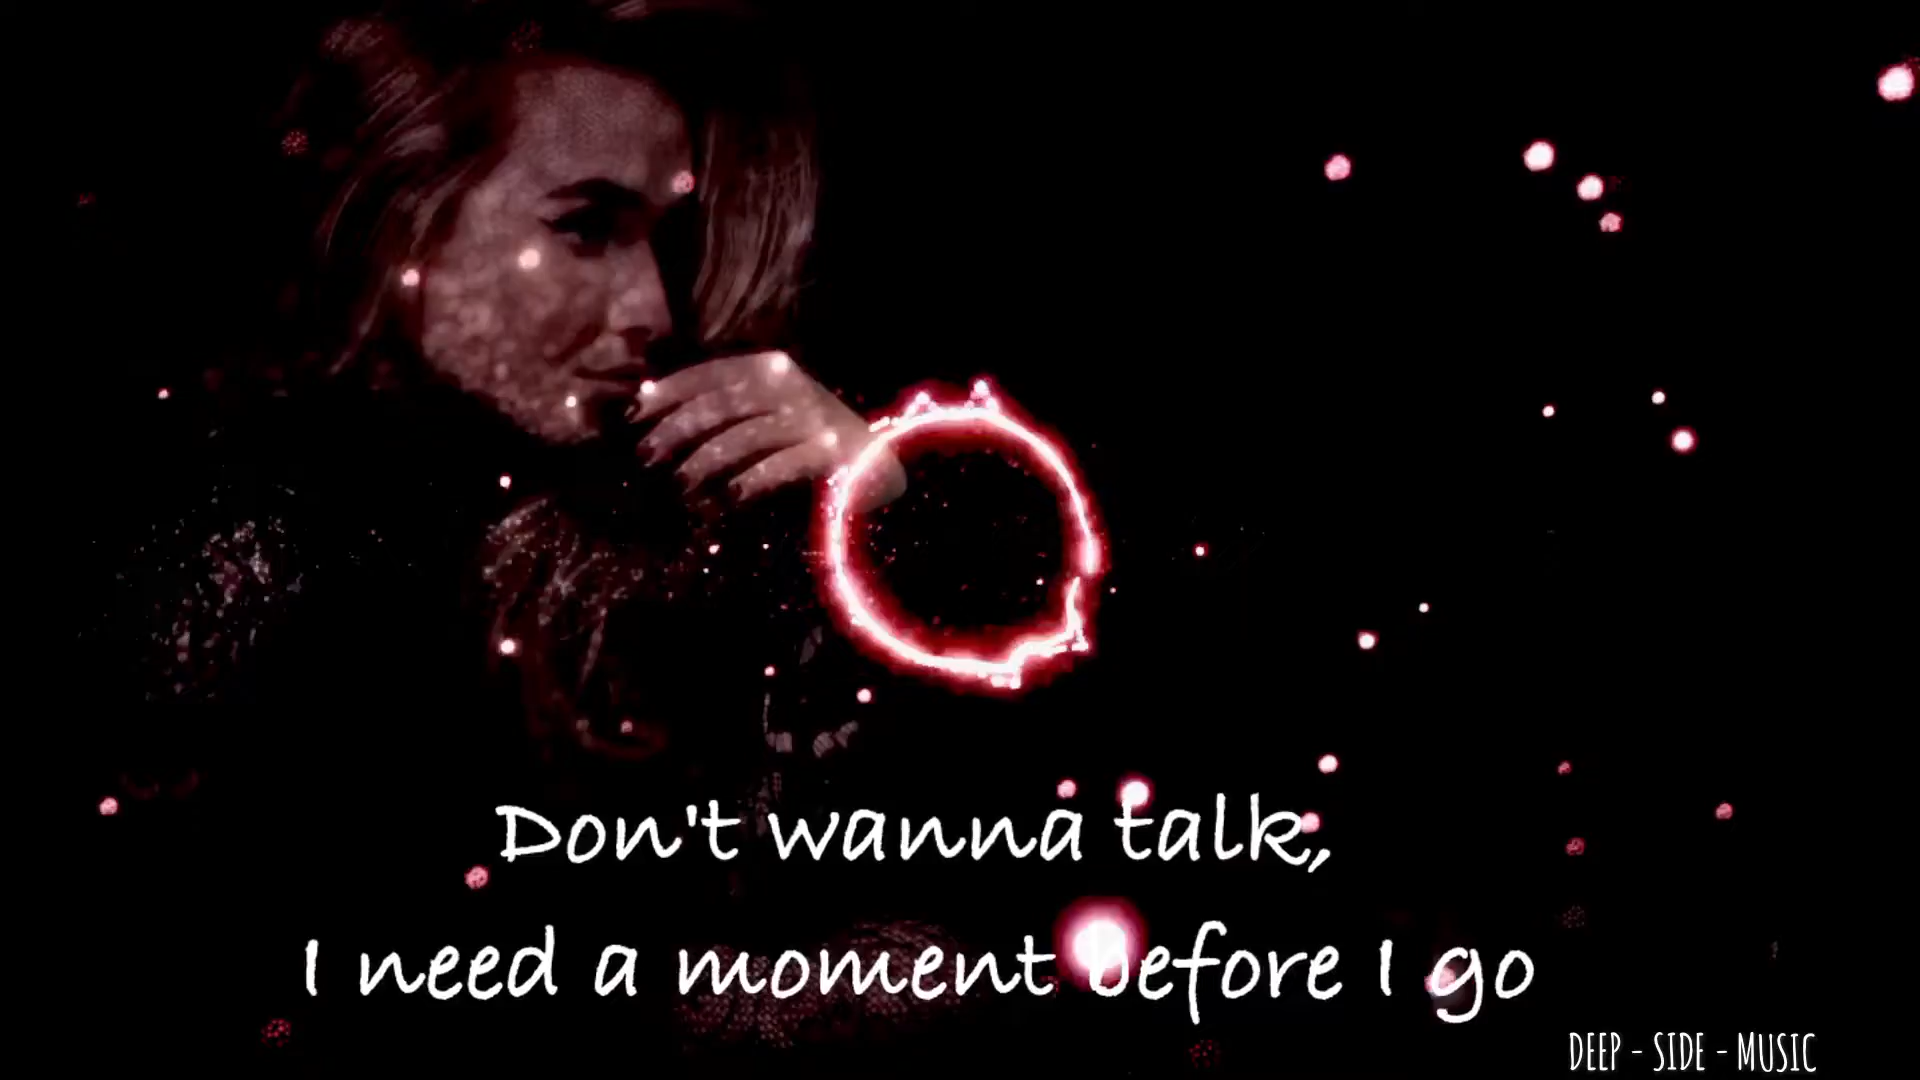 Don't wanna talk,
I need a moment before I go
DEEP - SIDE - MUSIC